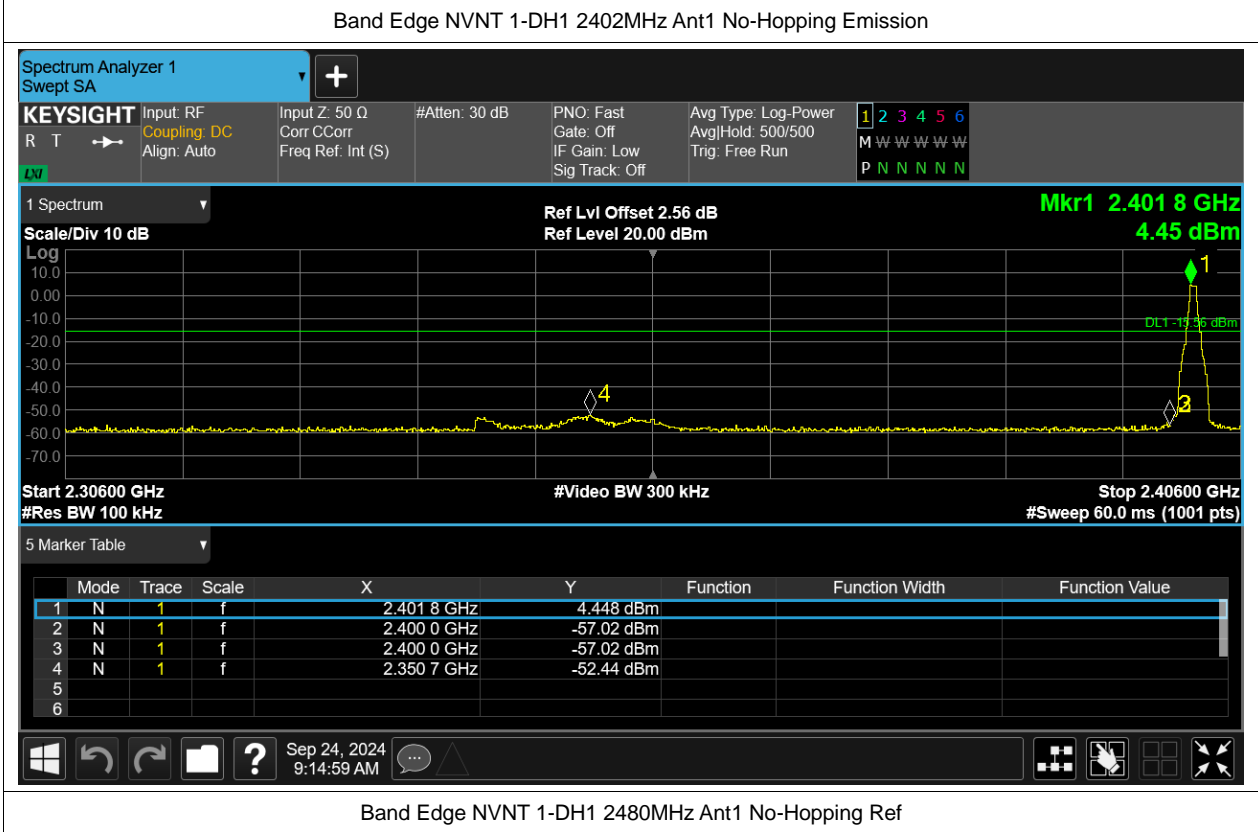 Band Edge NVNT 1-DH1 2402MHz Ant1 No-Hopping Emission
Spectrum Analyzer 1
Swept SA
KEYSIGHT
R T
LXI
Input: RF
Coupling: DC
Align: Auto
Input Z: 50 Ω
Corr CCorr
Freq Ref: Int (S)
#Atten: 30 dB
PNO: Fast
Gate: Off
IF Gain: Low
Sig Track: Off
Avg Type: Log-Power
Avg|Hold: 500/500
Trig: Free Run
1 2 3 4 5 6
M W W W W W
P N N N N N
1 Spectrum
Scale/Div 10 dB
Ref Lvl Offset 2.56 dB
Ref Level 20.00 dBm
Mkr1 2.401 8 GHz
4.45 dBm
Log
10.0
0.00
-10.0
-20.0
-30.0
-40.0
-50.0
-60.0
-70.0
1
DL1 -15.56 dBm
4
Start 2.30600 GHz
#Res BW 100 kHz
#Video BW 300 kHz
Stop 2.40600 GHz
#Sweep 60.0 ms (1001 pts)
5 Marker Table
Mode Trace Scale X Y Function Function Width Function Value
1 N 1 f 2.401 8 GHz 4.448 dBm
2 N 1 f 2.400 0 GHz -57.02 dBm
3 N 1 f 2.400 0 GHz -57.02 dBm
4 N 1 f 2.350 7 GHz -52.44 dBm
5
6
?
Sep 24, 2024
9:14:59 AM
Band Edge NVNT 1-DH1 2480MHz Ant1 No-Hopping Ref